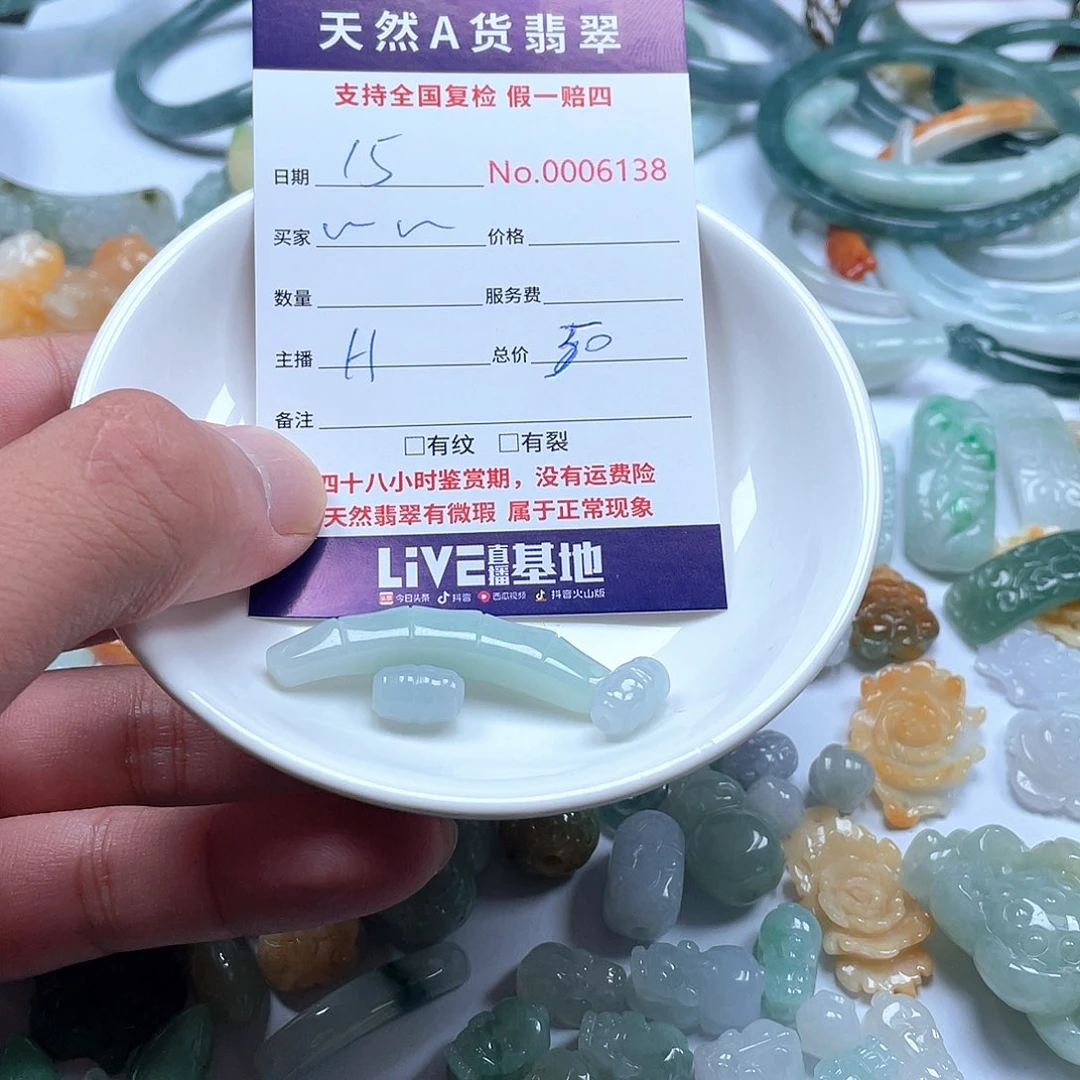 天然A货翡翠
支持全国复检 假一赔四
日期 15 No.0006138
买家 价格
数量 服务费
主播 H 总价 50
备注
□有纹 □有裂
四十八小时鉴赏期，没有运费险
天然翡翠有微瑕 属于正常现象
LiVE直播基地
头条 今日头条 抖音 西瓜视频 抖音火山版